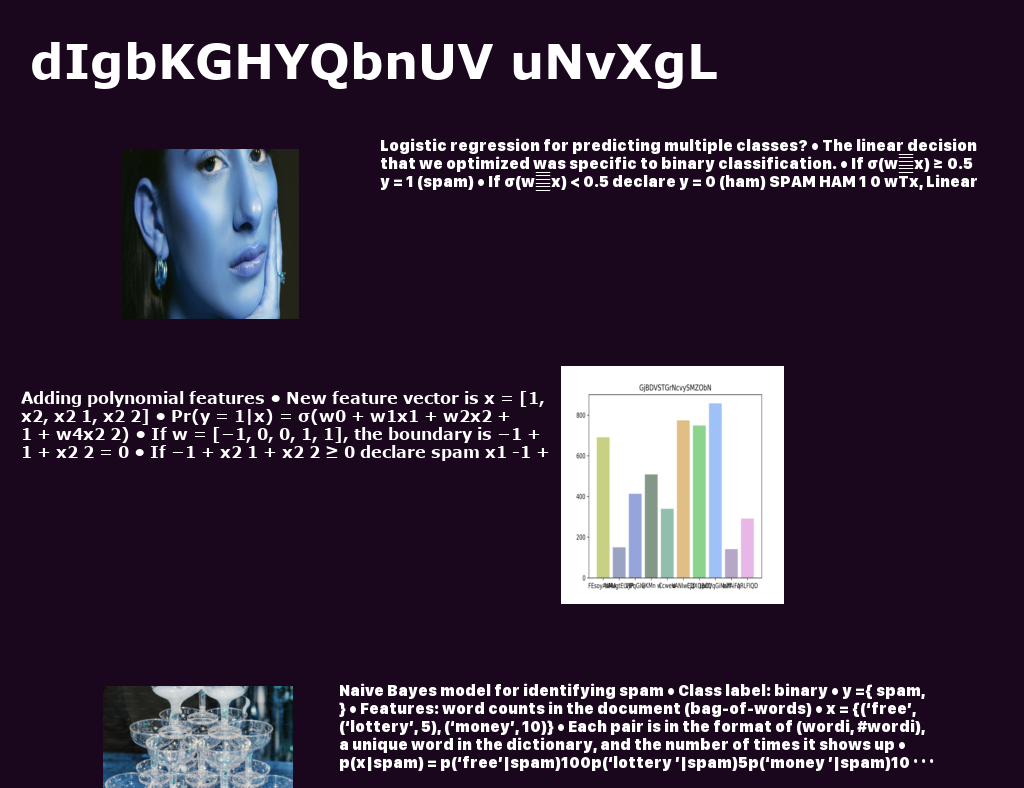 dIgbKGHYQbnUV uNvXgL
Logistic regression for predicting multiple classes? • The linear decision
that we optimized was specific to binary classification. • If σ(w x) ≥ 0.5
y = 1 (spam) • If σ(w x) < 0.5 declare y = 0 (ham) SPAM HAM 1 0 wTx, Linear
Adding polynomial features • New feature vector is x = [1,
x2, x2 1, x2 2] • Pr(y = 1|x) = σ(w0 + w1x1 + w2x2 +
1 + w4x2 2) • If w = [−1, 0, 0, 1, 1], the boundary is −1 +
1 + x2 2 = 0 • If −1 + x2 1 + x2 2 ≥ 0 declare spam x1 -1 +
GjBDVSTGrNcvySMZObN
800
600
400
200
0
Naive Bayes model for identifying spam • Class label: binary • y ={ spam,
} • Features: word counts in the document (bag-of-words) • x = {(‘free’,
(‘lottery’, 5), (‘money’, 10)} • Each pair is in the format of (wordi, #wordi),
a unique word in the dictionary, and the number of times it shows up •
p(x|spam) = p(‘free’|spam)100p(‘lottery ’|spam)5p(‘money ’|spam)10 · · ·